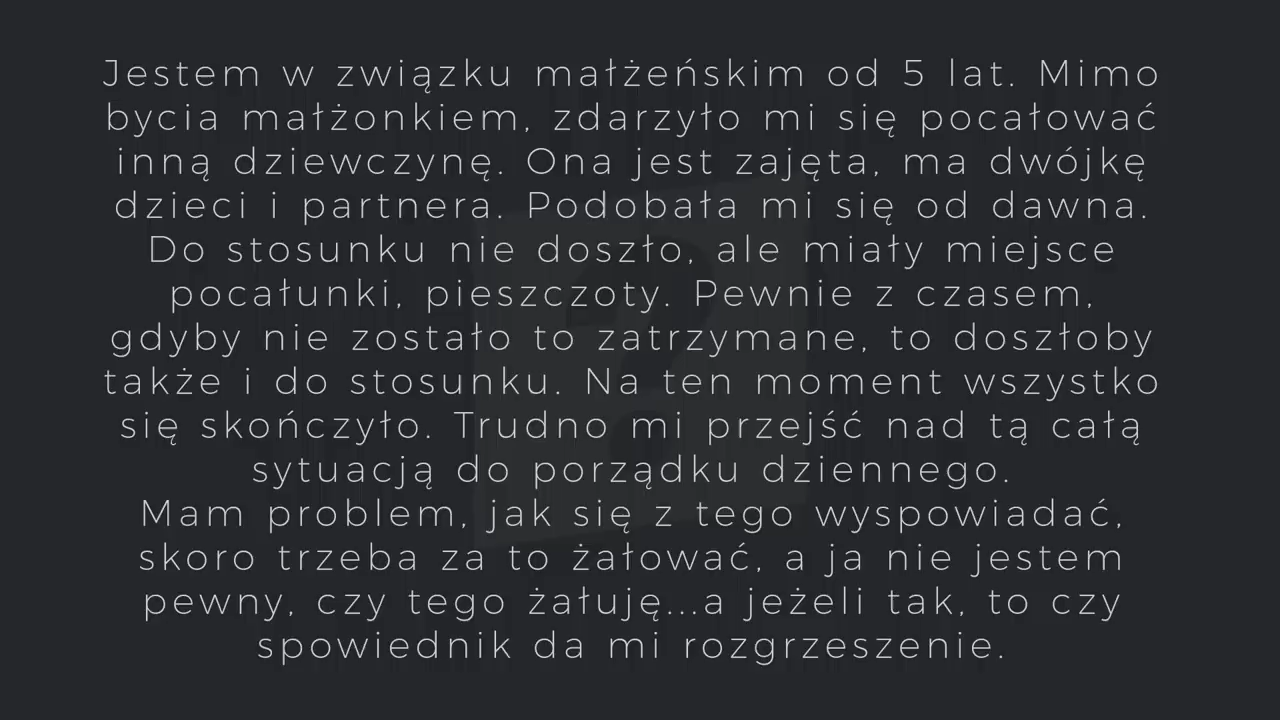 Jestem w związku małżeńskim od 5 lat. Mimo
bycia małżonkiem, zdarzyło mi się pocałować
inną dziewczynę. Ona jest zajęta, ma dwójkę
dzieci i partnera. Podobała mi się od dawna.
Do stosunku nie doszło, ale miały miejsce
pocałunki, pieszczoty. Pewnie z czasem,
gdyby nie zostało to zatrzymane, to doszłoby
także i do stosunku. Na ten moment wszystko
się skończyło. Trudno mi przejść nad tą całą
sytuacją do porządku dziennego.
Mam problem, jak się z tego wyspowiadać,
skoro trzeba za to żałować, a ja nie jestem
pewny, czy tego żałuję...a jeżeli tak, to czy
spowiednik da mi rozgrzeszenie.